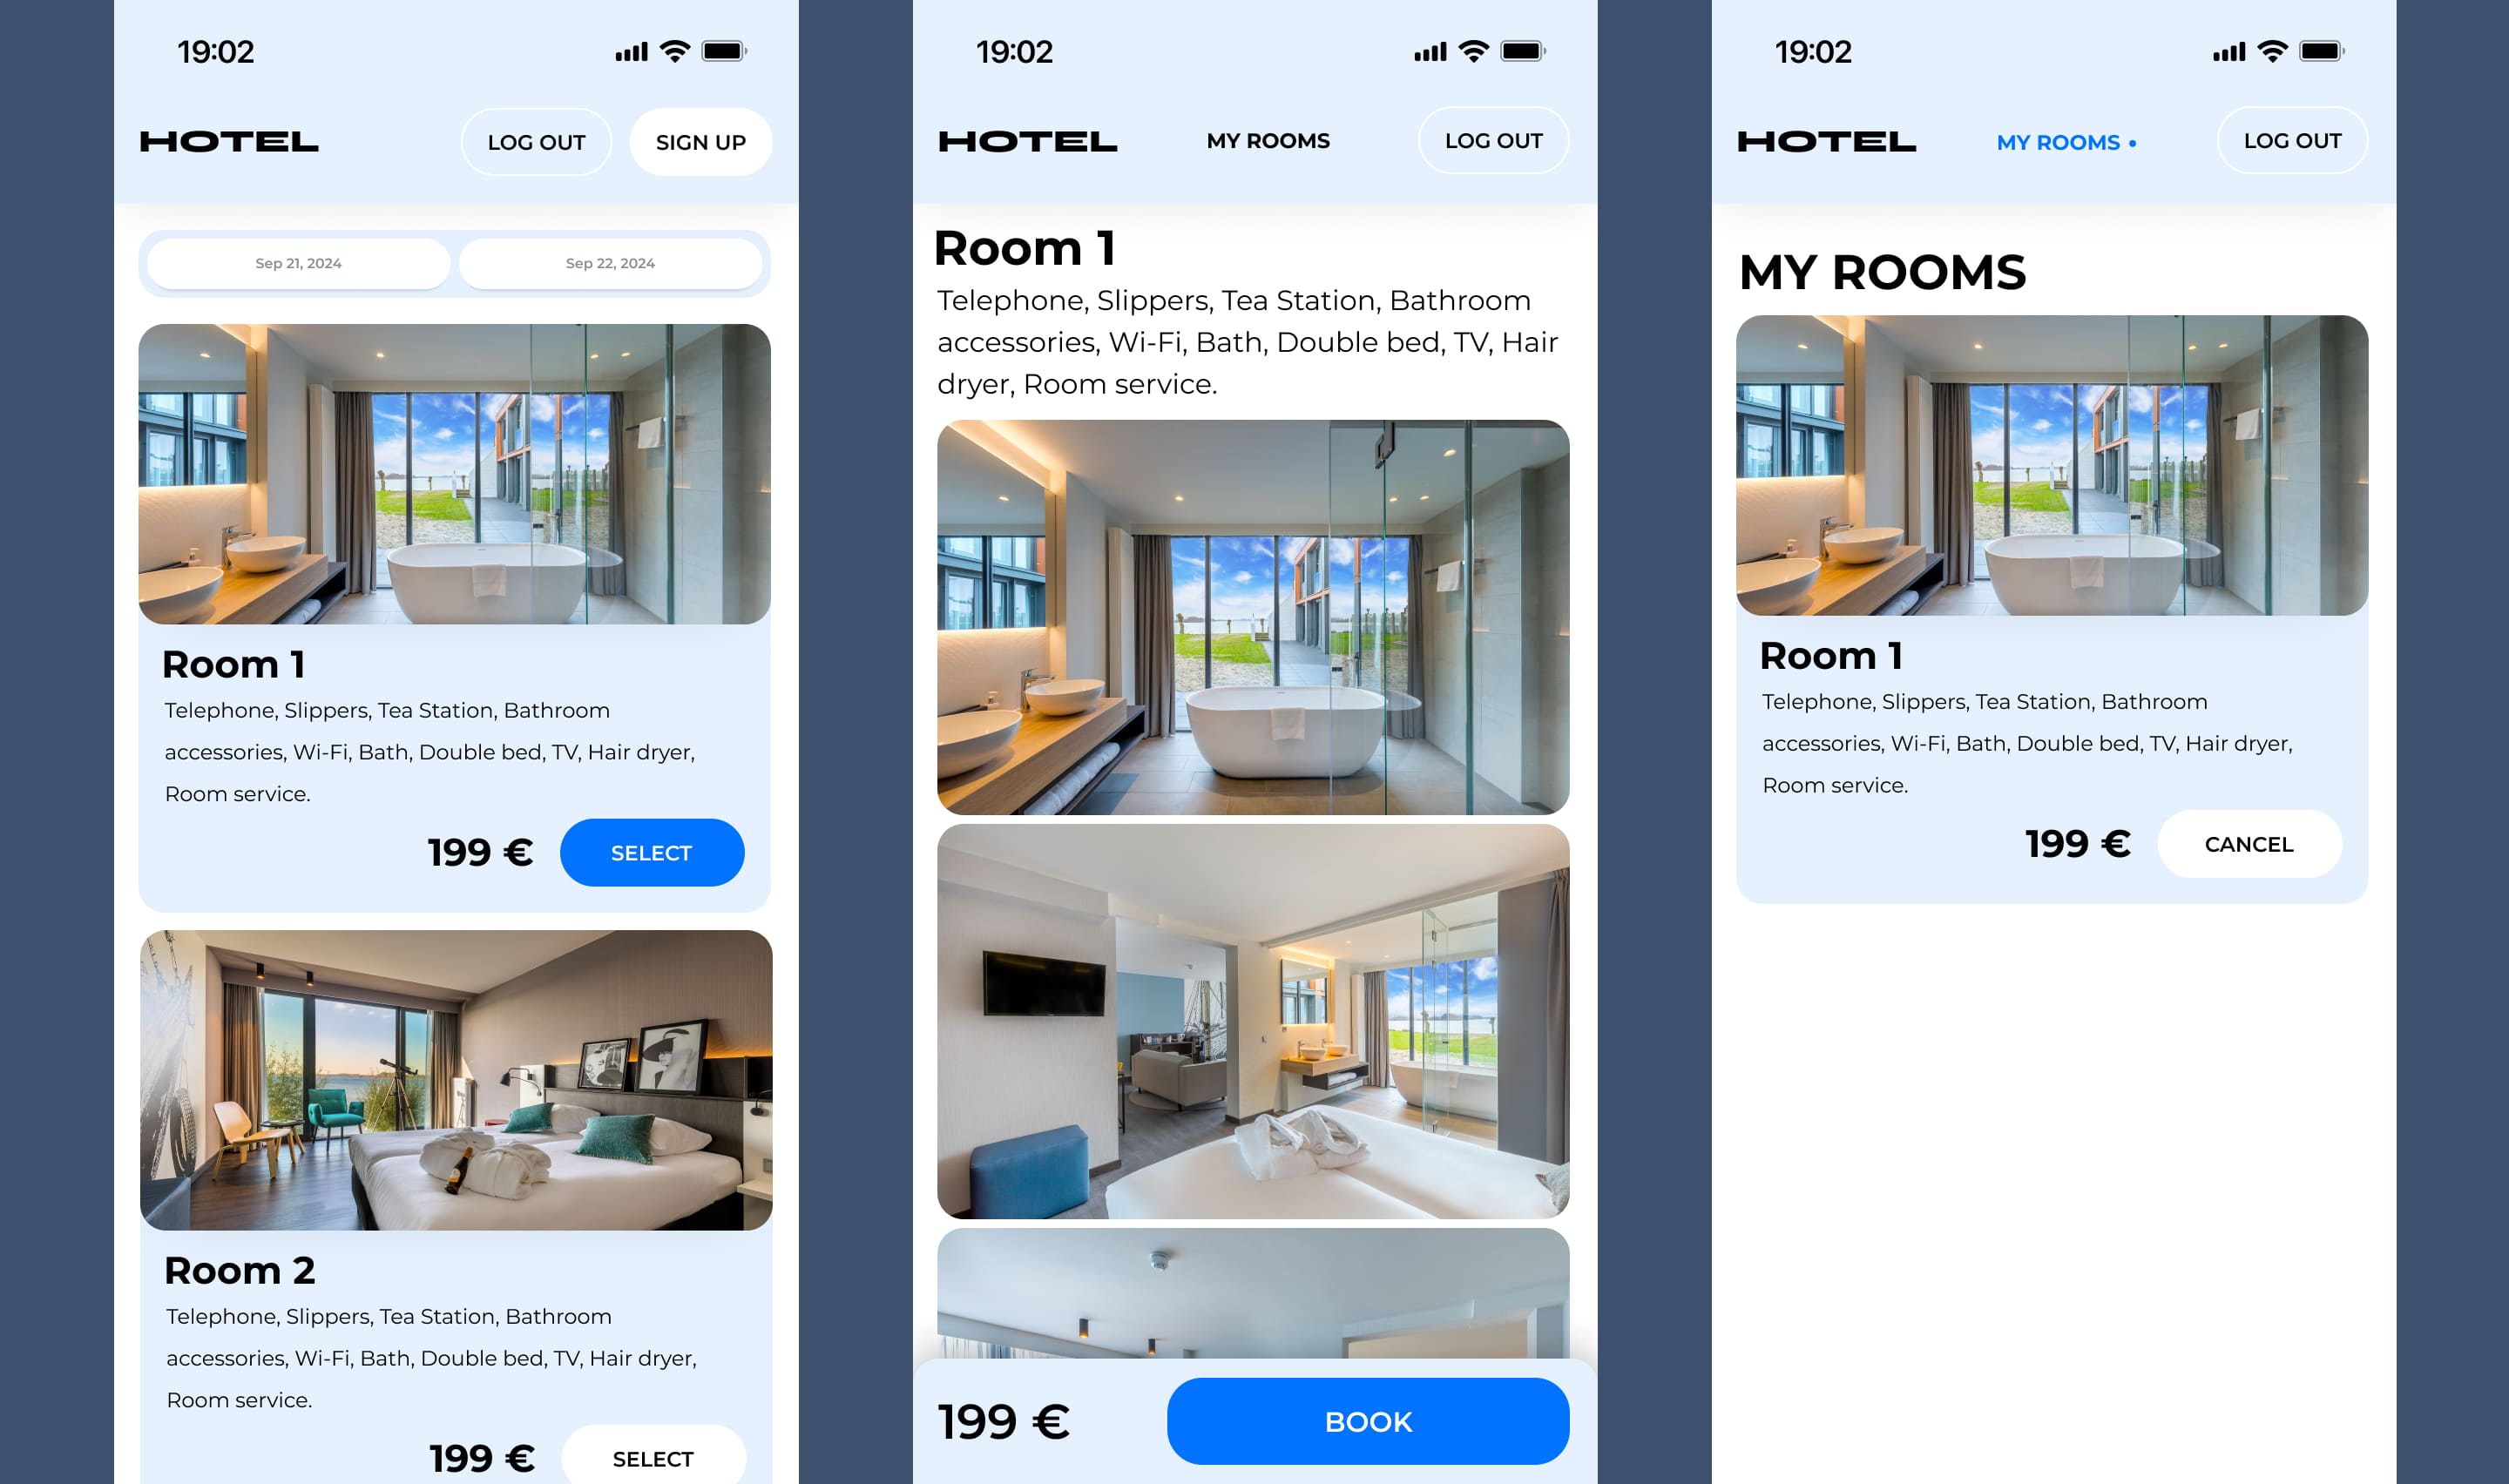 19:02
HOTEL
LOG OUT
SIGN UP
Sep 21, 2024
Sep 22, 2024
Room 1
Telephone, Slippers, Tea Station, Bathroom
accessories, Wi-Fi, Bath, Double bed, TV, Hair dryer,
Room service.
199 €
SELECT
Room 2
Telephone, Slippers, Tea Station, Bathroom
accessories, Wi-Fi, Bath, Double bed, TV, Hair dryer,
Room service.
199 €
SELECT
19:02
HOTEL
MY ROOMS
LOG OUT
Room 1
Telephone, Slippers, Tea Station, Bathroom
accessories, Wi-Fi, Bath, Double bed, TV, Hair
dryer, Room service.
199 €
BOOK
19:02
HOTEL
MY ROOMS •
LOG OUT
MY ROOMS
Room 1
Telephone, Slippers, Tea Station, Bathroom
accessories, Wi-Fi, Bath, Double bed, TV, Hair dryer,
Room service.
199 €
CANCEL